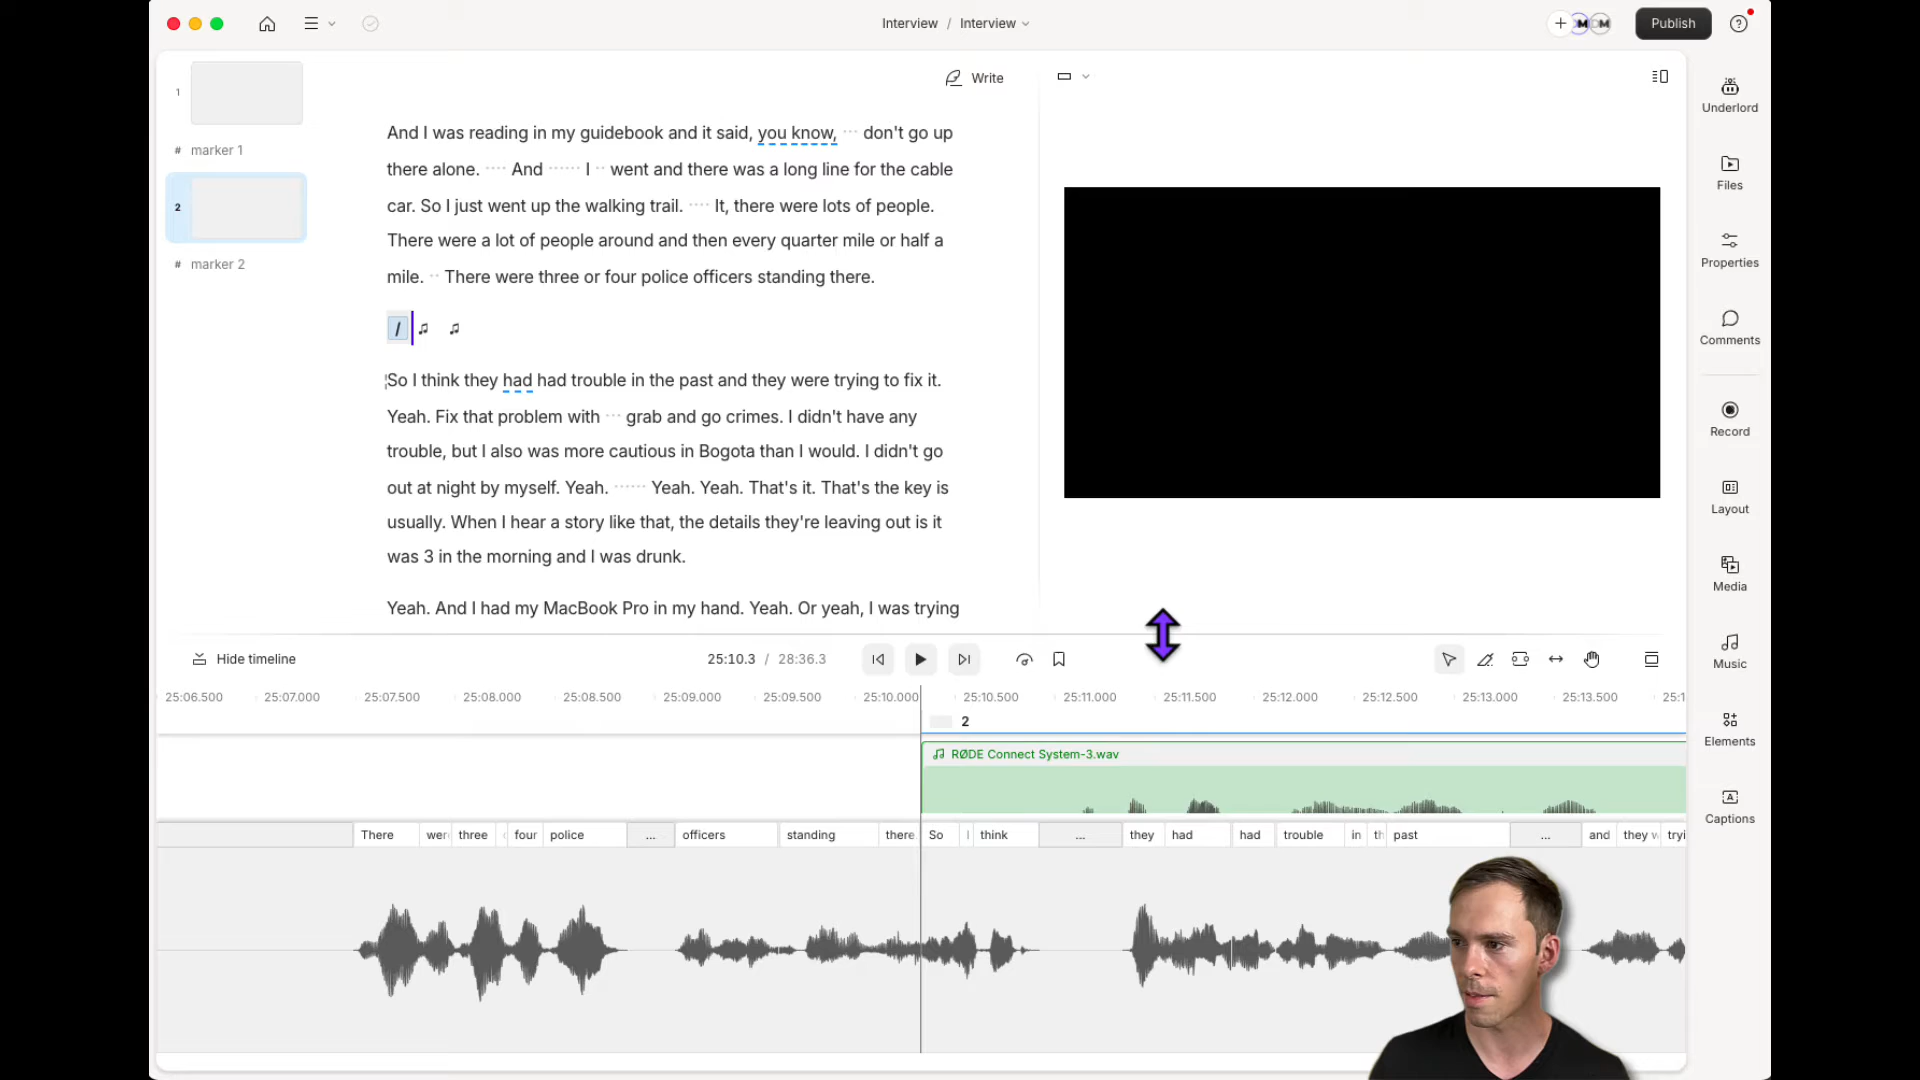 Interview / Interview
Publish
1
# marker 1
2
# marker 2
Write
And I was reading in my guidebook and it said, you know, ··· don't go up
there alone. ···· And ······ I ·· went and there was a long line for the cable
car. So I just went up the walking trail. ···· It, there were lots of people.
There were a lot of people around and then every quarter mile or half a
mile. ·· There were three or four police officers standing there.
/ ♫ ♫
So I think they had had trouble in the past and they were trying to fix it.
Yeah. Fix that problem with ··· grab and go crimes. I didn't have any
trouble, but I also was more cautious in Bogota than I would. I didn't go
out at night by myself. Yeah. ······ Yeah. Yeah. That's it. That's the key is
usually. When I hear a story like that, the details they're leaving out is it
was 3 in the morning and I was drunk.
Yeah. And I had my MacBook Pro in my hand. Yeah. Or yeah, I was trying
Underlord
Files
Properties
Comments
Record
Layout
Media
Music
Elements
Captions
Hide timeline
25:10.3 / 28:36.3
25:06.500 25:07.000 25:07.500 25:08.000 25:08.500 25:09.000 25:09.500 25:10.000 25:10.500 25:11.000 25:11.500 25:12.000 25:12.500 25:13.000 25:13.500 25:1
2
RØDE Connect System-3.wav
There wer three four police ... officers standing there So I think ... they had had trouble in th past ... and they w tryi